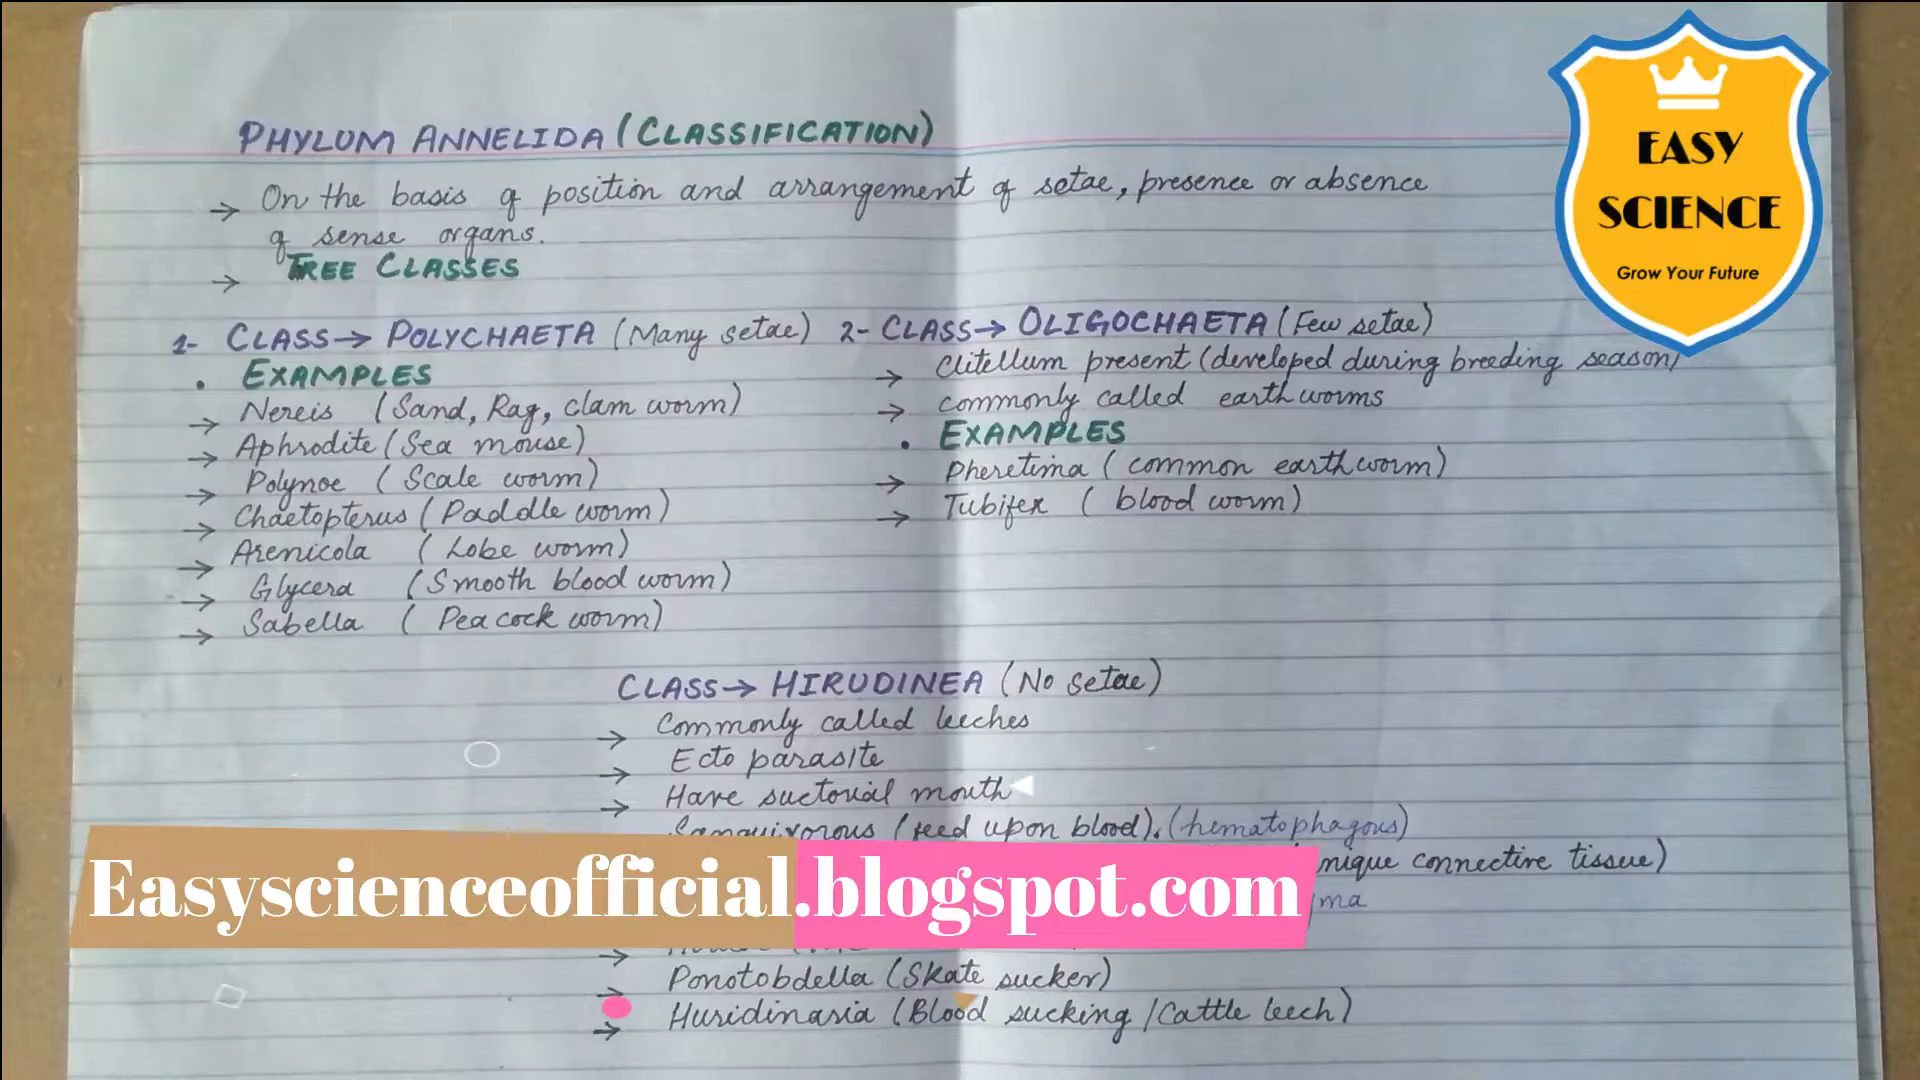 PHYLUM ANNELIDA (CLASSIFICATION)
→ On the basis of position and arrangement of setae, presence or absence
of sense organs.
→ TREE CLASSES
1- CLASS→ POLYCHAETA (Many setae)
. EXAMPLES
→ Nereis (Sand, Rag, clam worm)
→ Aphrodite (Sea mouse)
→ Polynoe (Scale worm)
→ Chaetopterus (Paddle worm)
→ Arenicola (Lobe worm)
→ Glycera (Smooth blood worm)
→ Sabella (Peacock worm)
2- CLASS→ OLIGOCHAETA (Few setae)
→ Clitellum present (developed during breeding season)
→ commonly called earthworms
. EXAMPLES
→ Pheretima (common earthworm)
→ Tubifex (blood worm)
CLASS→ HIRUDINEA (No setae)
→ Commonly called leeches
→ Ecto parasite
→ Have suctorial mouth
Sanquivorous (feed upon blood). (hematophagous)
connective tissue)
→ Ponotobdella (Skate sucker)
→ Huridinaria (Blood sucking /Cattle leech)
EASY
SCIENCE
Grow Your Future
Easyscienceofficial.blogspot.com